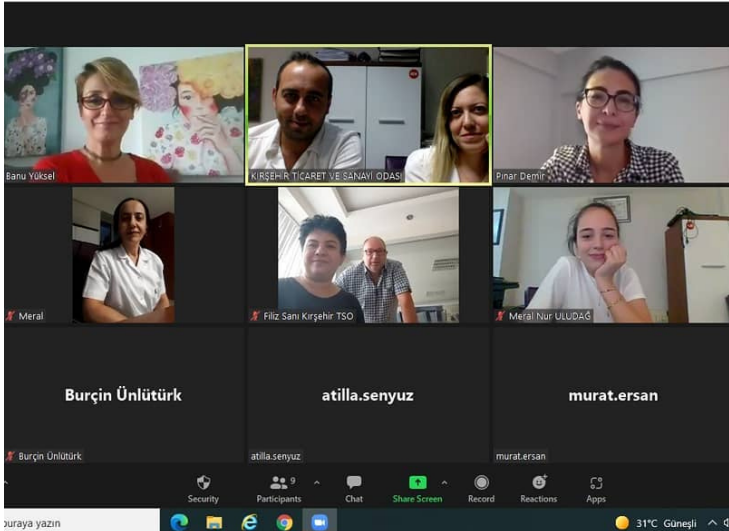 Banu Yüksel
KIRŞEHİR TİCARET VE SANAYİ ODASI
Pınar Demir
Meral
Filiz Sanı Kırşehir TSO
Meral Nur ULUDAĞ
Burçin Ünlütürk
atilla.senyuz
murat.ersan
Burçin Ünlütürk
atilla.senyuz
murat.ersan
9
Security
Participants
Chat
Share Screen
Record
Reactions
Apps
buraya yazın
31°C Güneşli